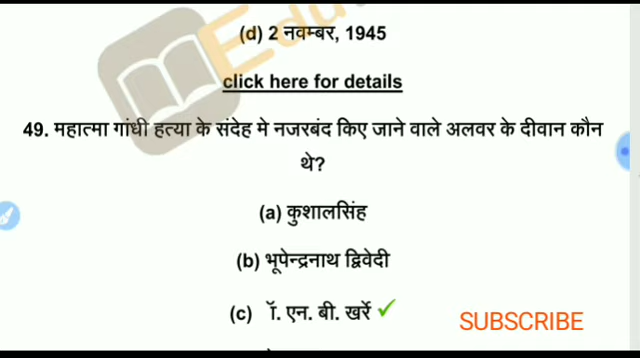 (d) 2 नवम्बर, 1945
click here for details
49. महात्मा गांधी हत्या के संदेह मे नजरबंद किए जाने वाले अलवर के दीवान कौन
थे?
(a) कुशालसिंह
(b) भूपेन्द्रनाथ द्विवेदी
(c) ॉ. एन. बी. खर्रे
SUBSCRIBE